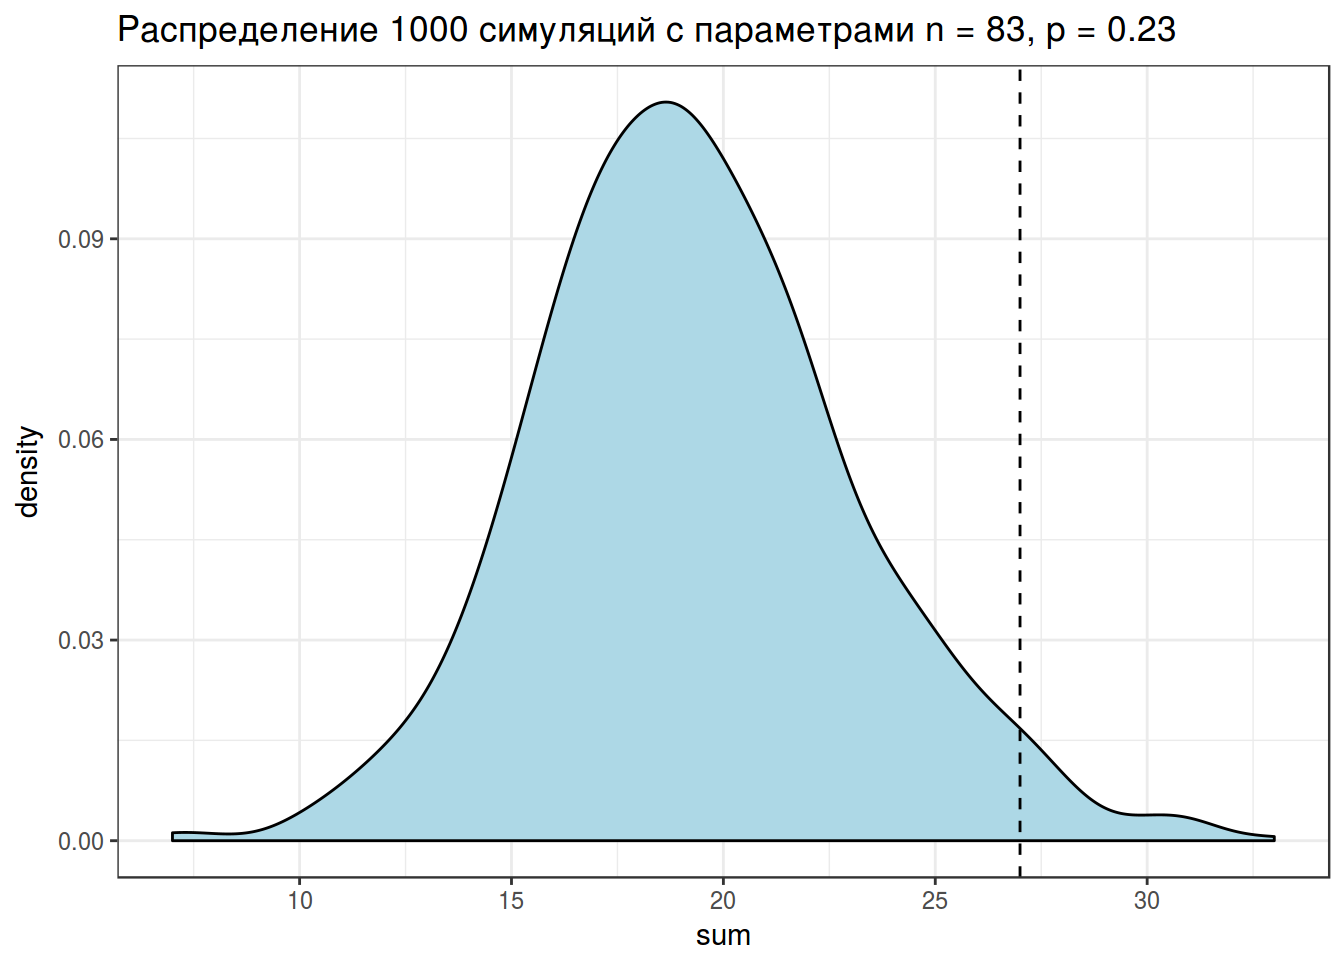 Распределение 1000 симуляций с параметрами n = 83, p = 0.23
density
0.09
0.06
0.03
0.00
10 15 20 25 30
sum